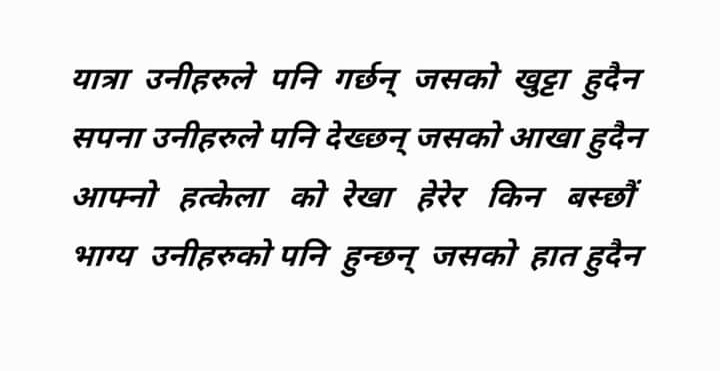 यात्रा उनीहरुले पनि गर्छन् जसको खुट्टा हुदैन
सपना उनीहरुले पनि देख्छन् जसको आखा हुदैन
आफ्नो हत्केला को रेखा हेरेर किन बस्छौं
भाग्य उनीहरुको पनि हुन्छन् जसको हात हुदैन